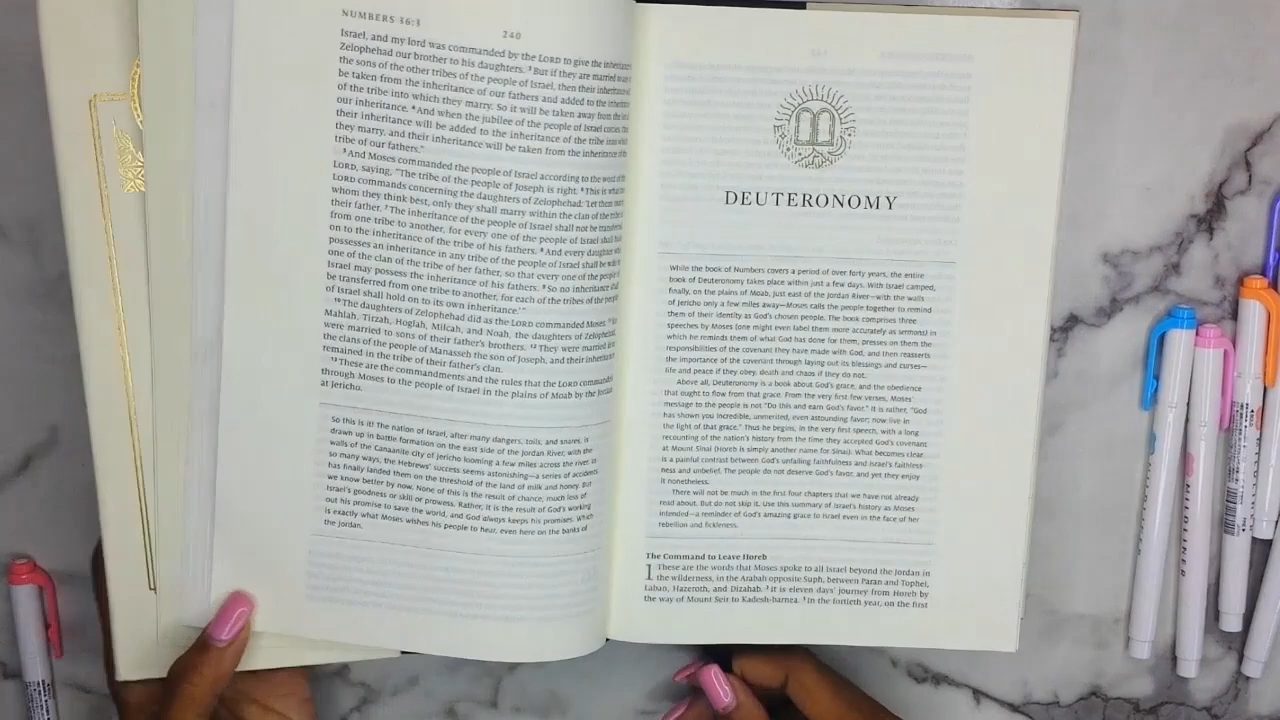 NUMBERS 36:3
240
Israel, and my lord was commanded by the LORD to give the inheritance
Zelophehad our brother to his daughters. 3 But if they are married to any
the sons of the other tribes of the people of Israel, then their inheritance
be taken from the inheritance of our fathers and added to the inheritance
of the tribe into which they marry. So it will be taken away from the lot
our inheritance. 4 And when the jubilee of the people of Israel comes, then
their inheritance will be added to the inheritance of the tribe into which
they marry, and their inheritance will be taken from the inheritance of the
tribe of our fathers."
5 And Moses commanded the people of Israel according to the word of the
LORD, saying, "The tribe of the people of Joseph is right. 6 This is what the
LORD commands concerning the daughters of Zelophehad: 'Let them marry
whom they think best, only they shall marry within the clan of the tribe
their father. 7 The inheritance of the people of Israel shall not be transferred
from one tribe to another, for every one of the people of Israel shall hold
on to the inheritance of the tribe of his fathers. 8 And every daughter who
possesses an inheritance in any tribe of the people of Israel shall be wife to
one of the clan of the tribe of her father, so that every one of the people of
Israel may possess the inheritance of his fathers. 9 So no inheritance shall
be transferred from one tribe to another, for each of the tribes of the people
of Israel shall hold on to its own inheritance.'"
10 The daughters of Zelophehad did as the LORD commanded Moses, 11 for
Mahlah, Tirzah, Hoglah, Milcah, and Noah, the daughters of Zelophehad,
were married to sons of their father's brothers. 12 They were married into
the clans of the people of Manasseh the son of Joseph, and their inheritance
remained in the tribe of their father's clan.
13 These are the commandments and the rules that the LORD commanded
through Moses to the people of Israel in the plains of Moab by the Jordan
at Jericho.
So this is it! The nation of Israel, after many dangers, toils, and snares, is
drawn up in battle formation on the east side of the Jordan River, with the
walls of the Canaanite city of Jericho looming a few miles across the river. In
so many ways, the Hebrews' success seems astonishing—a series of accidents
has finally landed them on the threshold of the land of milk and honey. But
we know better by now. None of this is the result of chance, much less of
Israel's goodness or skill or prowess. Rather, it is the result of God's working
out his promise to save the world, and God always keeps his promises. Which
is exactly what Moses wishes his people to hear, even here on the banks of
the Jordan.
DEUTERONOMY
While the book of Numbers covers a period of over forty years, the entire
book of Deuteronomy takes place within just a few days. With Israel camped,
finally, on the plains of Moab, just east of the Jordan River—with the walls
of Jericho only a few miles away—Moses calls the people together to remind
them of their identity as God's chosen people. The book comprises three
speeches by Moses (one might even label them more accurately as sermons) in
which he reminds them of what God has done for them, presses on them the
responsibilities of the covenant they have made with God, and then reasserts
the importance of the covenant through laying out its blessings and curses—
life and peace if they obey, death and chaos if they do not.
Above all, Deuteronomy is a book about God's grace, and the obedience
that ought to flow from that grace. From the very first few verses, Moses'
message to the people is not "Do this and earn God's favor." It is rather, "God
has shown you incredible, unmerited, even astounding favor; now live in
the light of that grace." Thus he begins, in the very first speech, with a long
recounting of the nation's history from the time they accepted God's covenant
at Mount Sinai (Horeb is simply another name for Sinai). What becomes clear
is a painful contrast between God's unfailing faithfulness and Israel's faithless-
ness and unbelief. The people do not deserve God's favor, and yet they enjoy
it nonetheless.
There will not be much in the first four chapters that we have not already
read about. But do not skip it. Use this summary of Israel's history as Moses
intended—a reminder of God's amazing grace to Israel even in the face of her
rebellion and fickleness.
The Command to Leave Horeb
1 These are the words that Moses spoke to all Israel beyond the Jordan in
the wilderness, in the Arabah opposite Suph, between Paran and Tophel,
Laban, Hazeroth, and Dizahab. 2 It is eleven days' journey from Horeb by
the way of Mount Seir to Kadesh-barnea. 3 In the fortieth year, on the first
MILDLINER